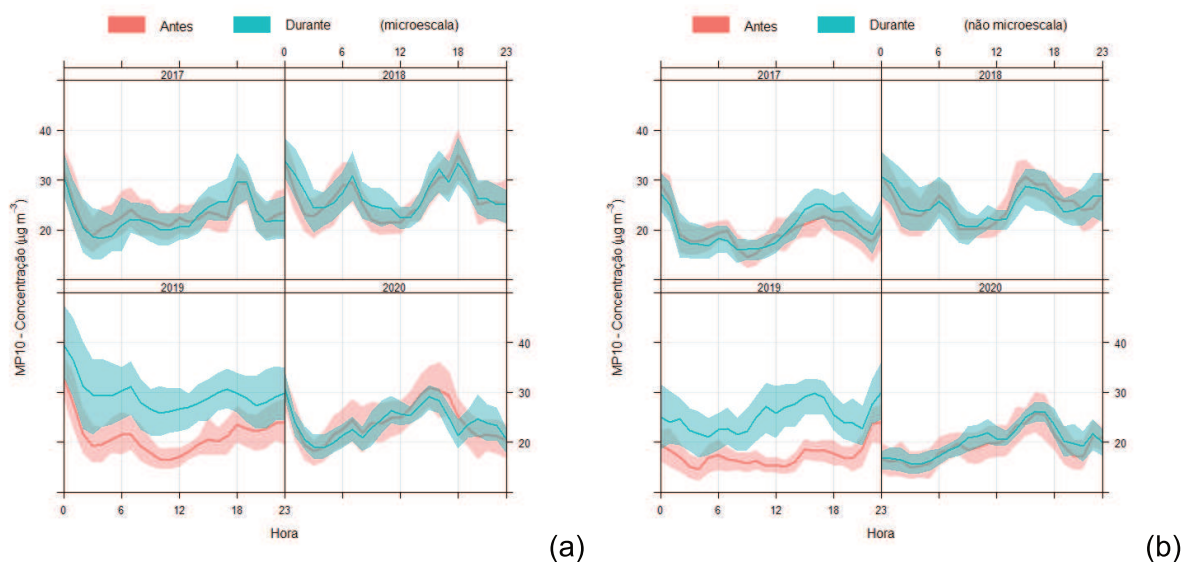 Antes Durante (microescala)
0 6 12 18 23
2017 2018
40
30
20
MP10 - Concentração (µg m⁻³)
2019 2020
40
30
20
0 6 12 18 23
Hora
(a)
Antes Durante (não microescala)
0 6 12 18 23
2017 2018
40
30
20
MP10 - Concentração (µg m⁻³)
2019 2020
40
30
20
0 6 12 18 23
Hora
(b)